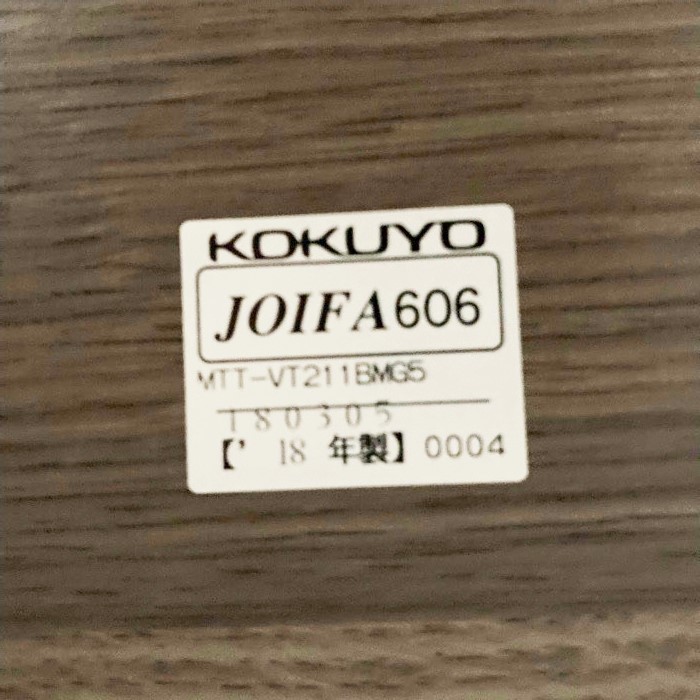 KOKUYO
JOIFA606
MTT-VT211BMG5
180305
【’18 年製】0004